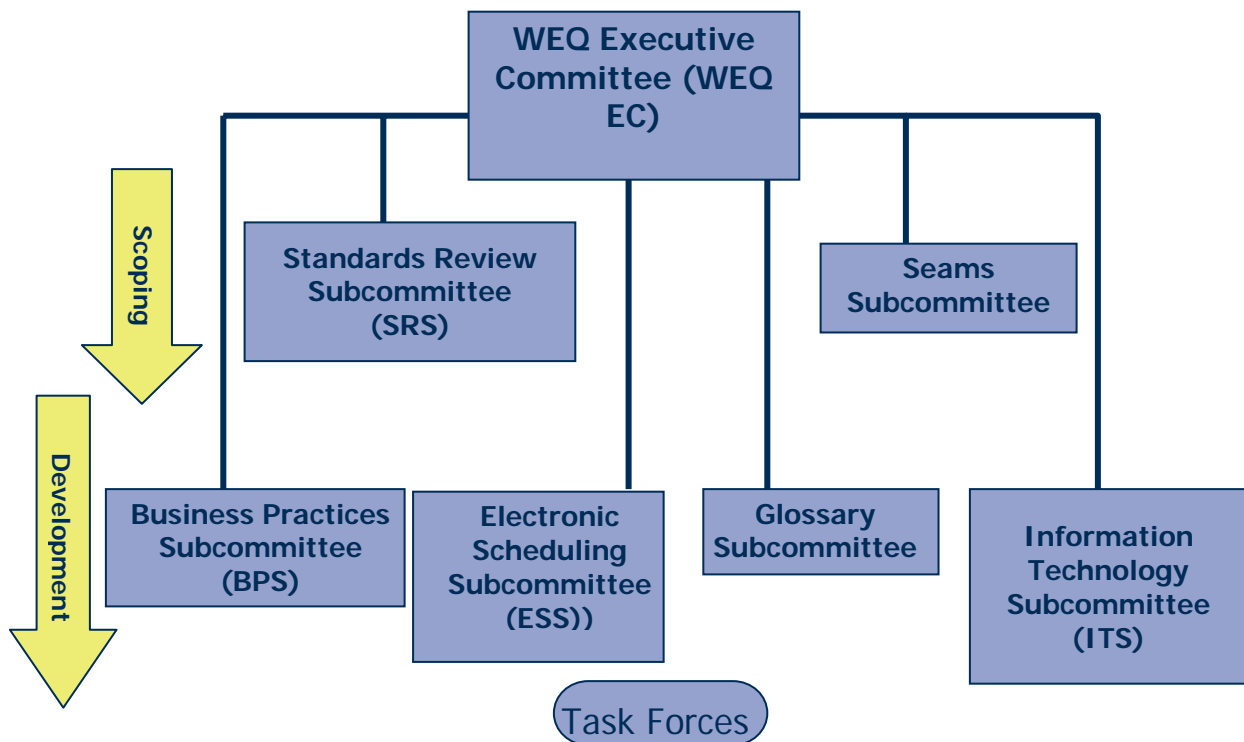 WEQ Executive
Committee (WEQ
EC)
Scoping
Standards Review
Subcommittee
(SRS)
Seams
Subcommittee
Development
Business Practices
Subcommittee
(BPS)
Electronic
Scheduling
Subcommittee
(ESS))
Glossary
Subcommittee
Information
Technology
Subcommittee
(ITS)
Task Forces